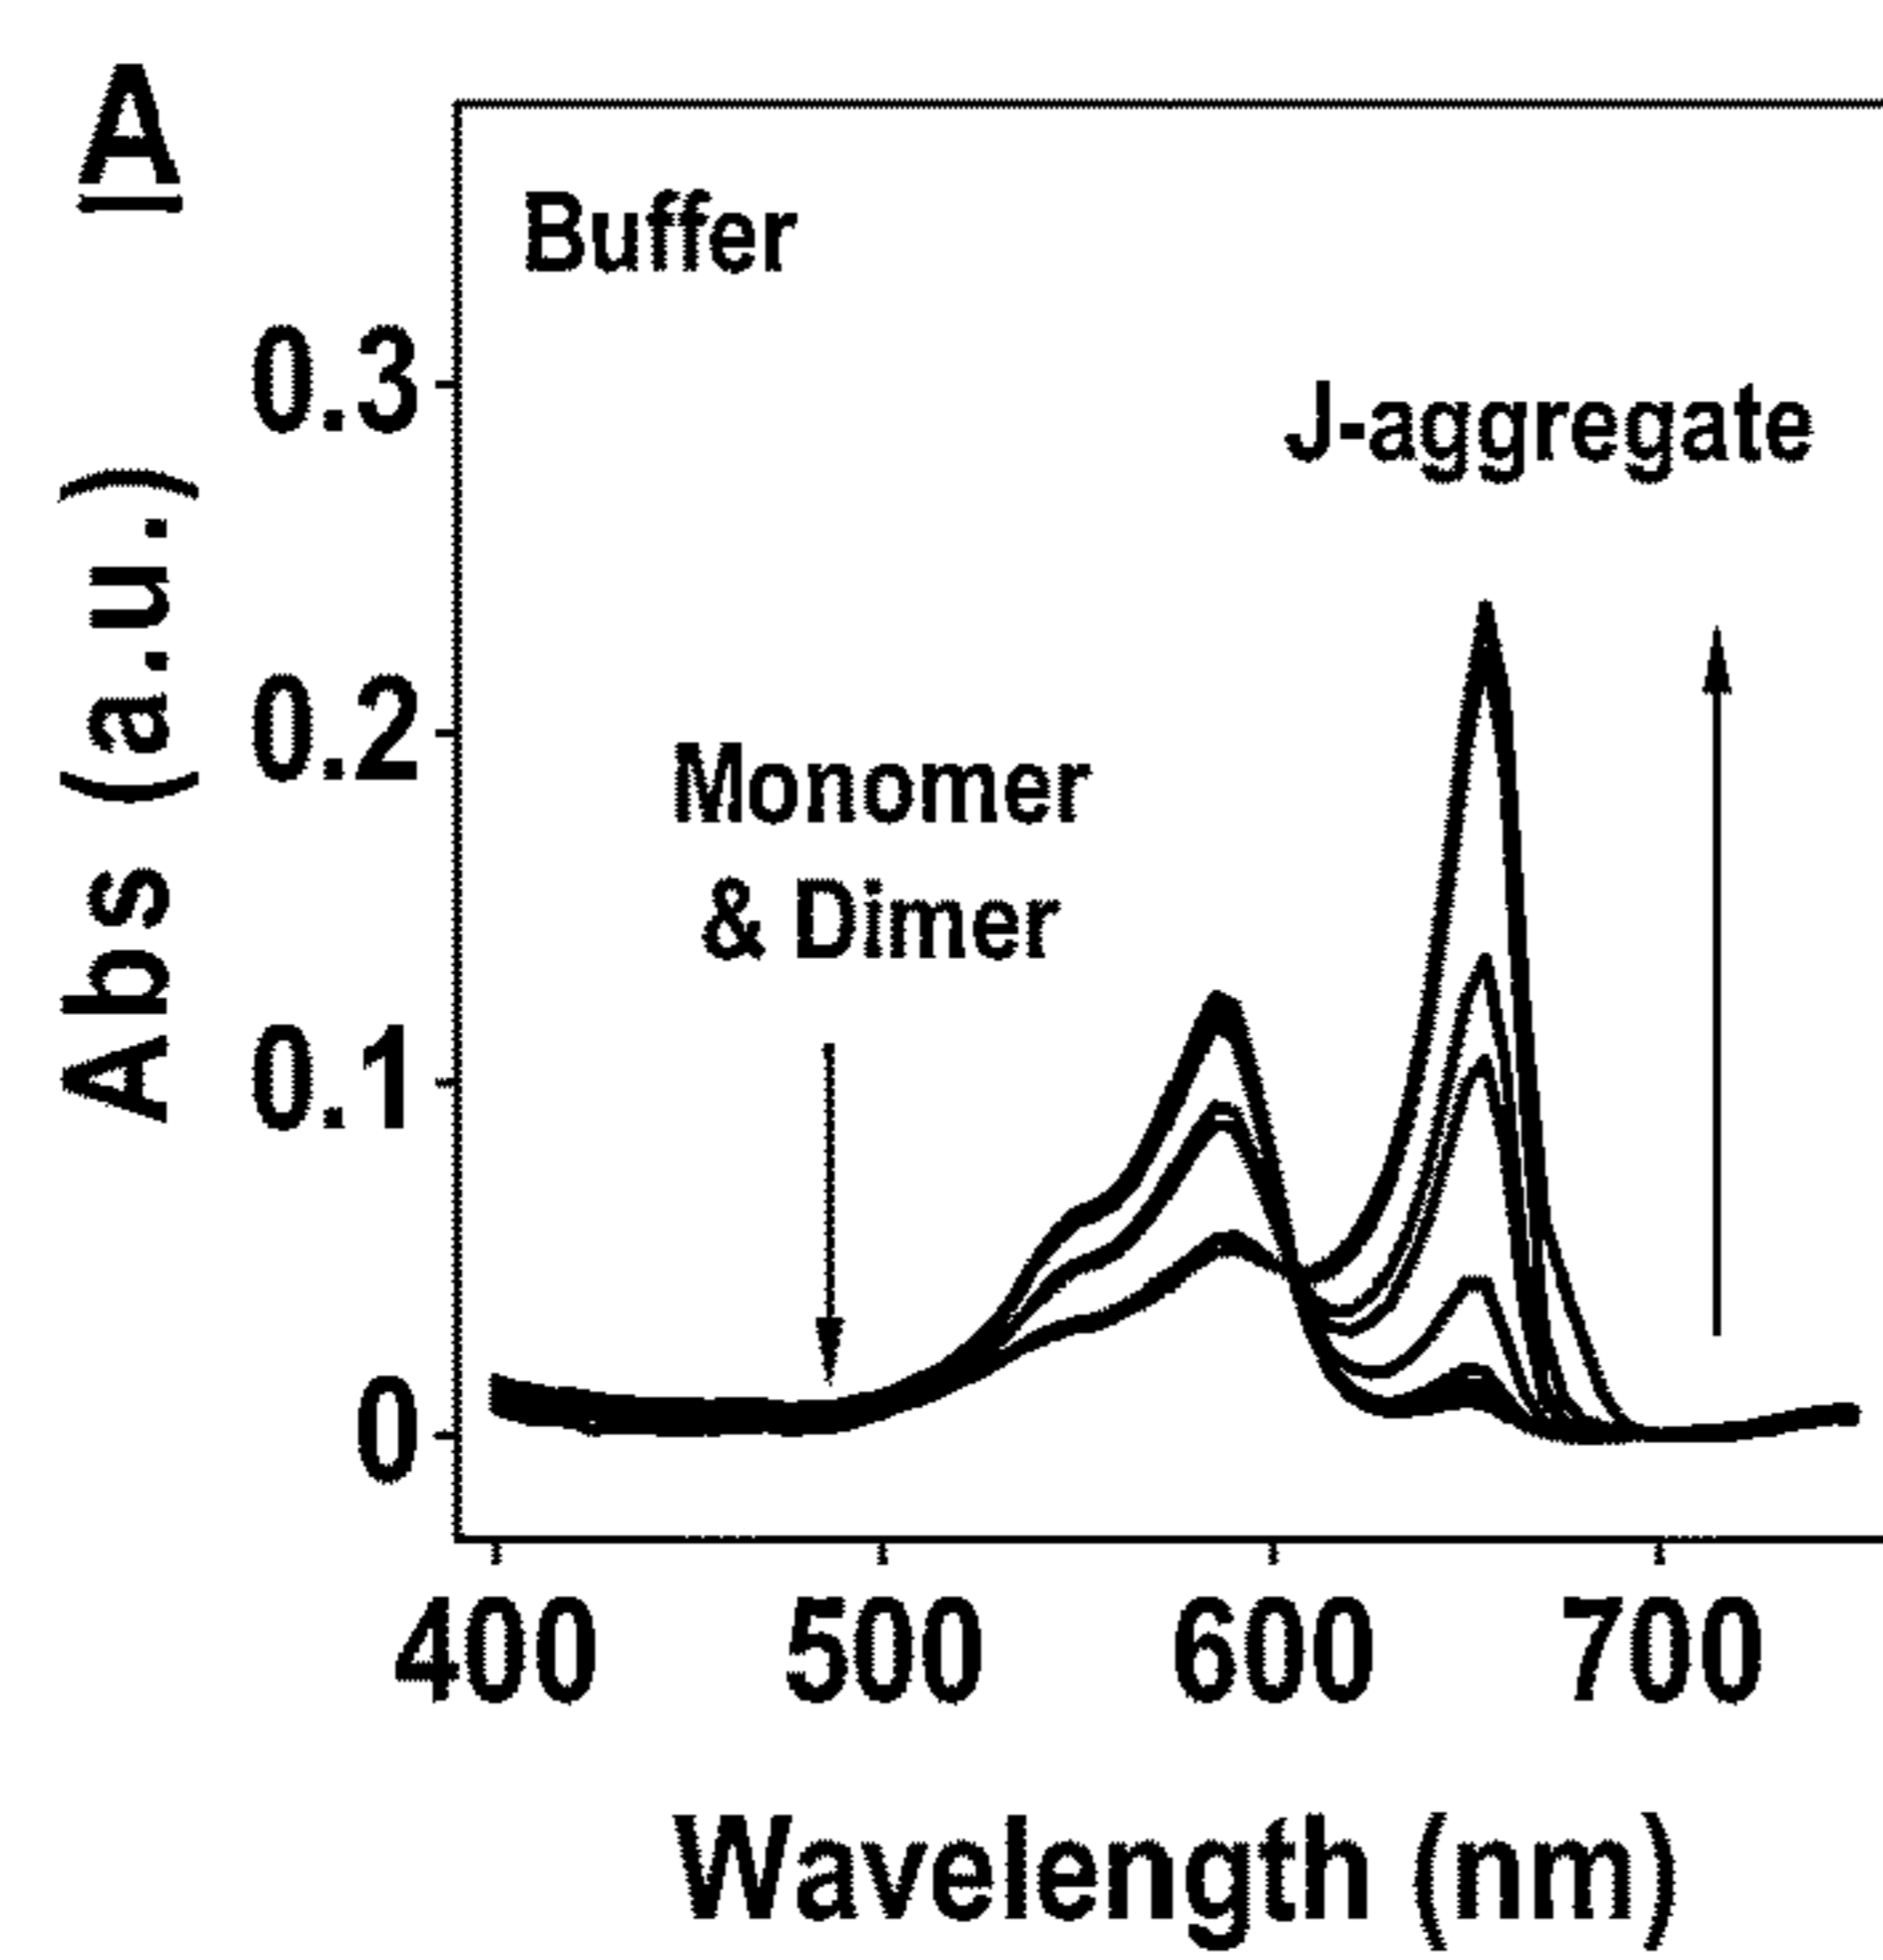 A
Buffer
0.3
J-aggregate
Abs (a.u.)
0.2
Monomer
& Dimer
0.1
0
400 500 600 700
Wavelength (nm)